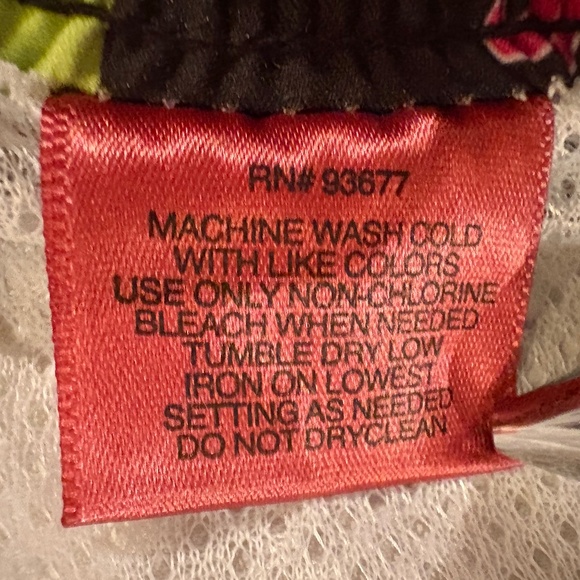 RN# 93677
MACHINE WASH COLD
WITH LIKE COLORS
USE ONLY NON-CHLORINE
BLEACH WHEN NEEDED
TUMBLE DRY LOW
IRON ON LOWEST
SETTING AS NEEDED
DO NOT DRYCLEAN